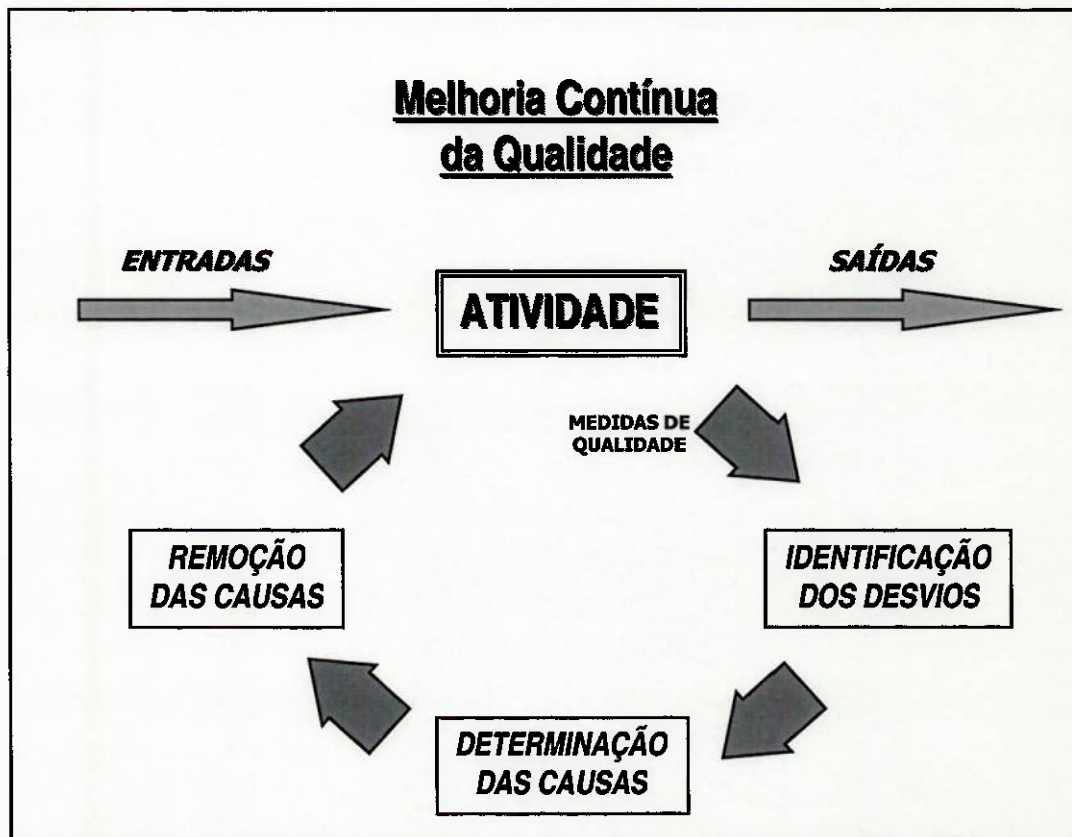 Melhoria Contínua
da Qualidade
ENTRADAS
SAÍDAS
ATIVIDADE
MEDIDAS DE
QUALIDADE
REMOÇÃO
DAS CAUSAS
IDENTIFICAÇÃO
DOS DESVIOS
DETERMINAÇÃO
DAS CAUSAS